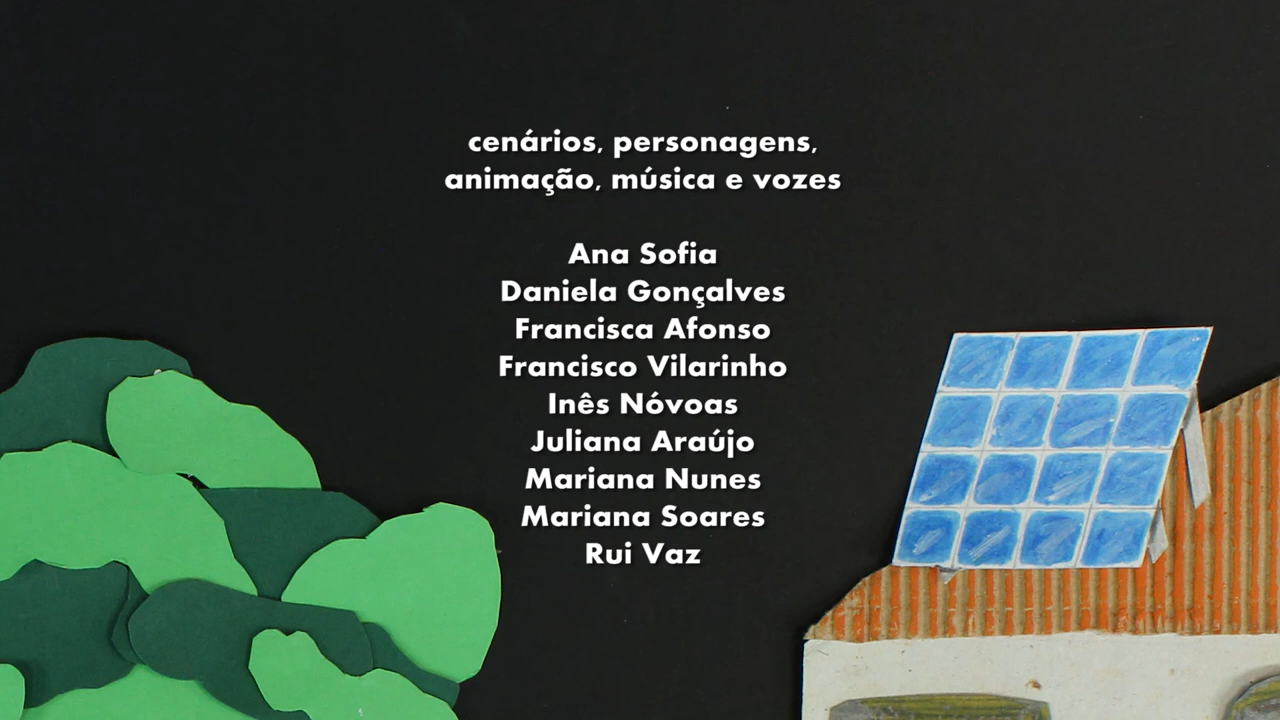 cenários, personagens,
animação, música e vozes
Ana Sofia
Daniela Gonçalves
Francisca Afonso
Francisco Vilarinho
Inês Nóvoas
Juliana Araújo
Mariana Nunes
Mariana Soares
Rui Vaz